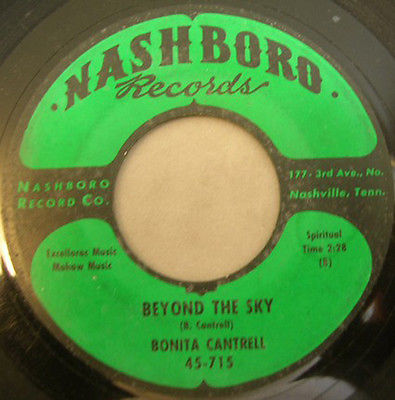 · NASHBORO ·
Records
NASHBORO
RECORD CO.
177 - 3rd Ave., No.
Nashville, Tenn.
Excellorec Music
Mohaw Music
Spiritual
Time 2:28
(S)
BEYOND THE SKY
(B. Cantrell)
BONITA CANTRELL
45-715